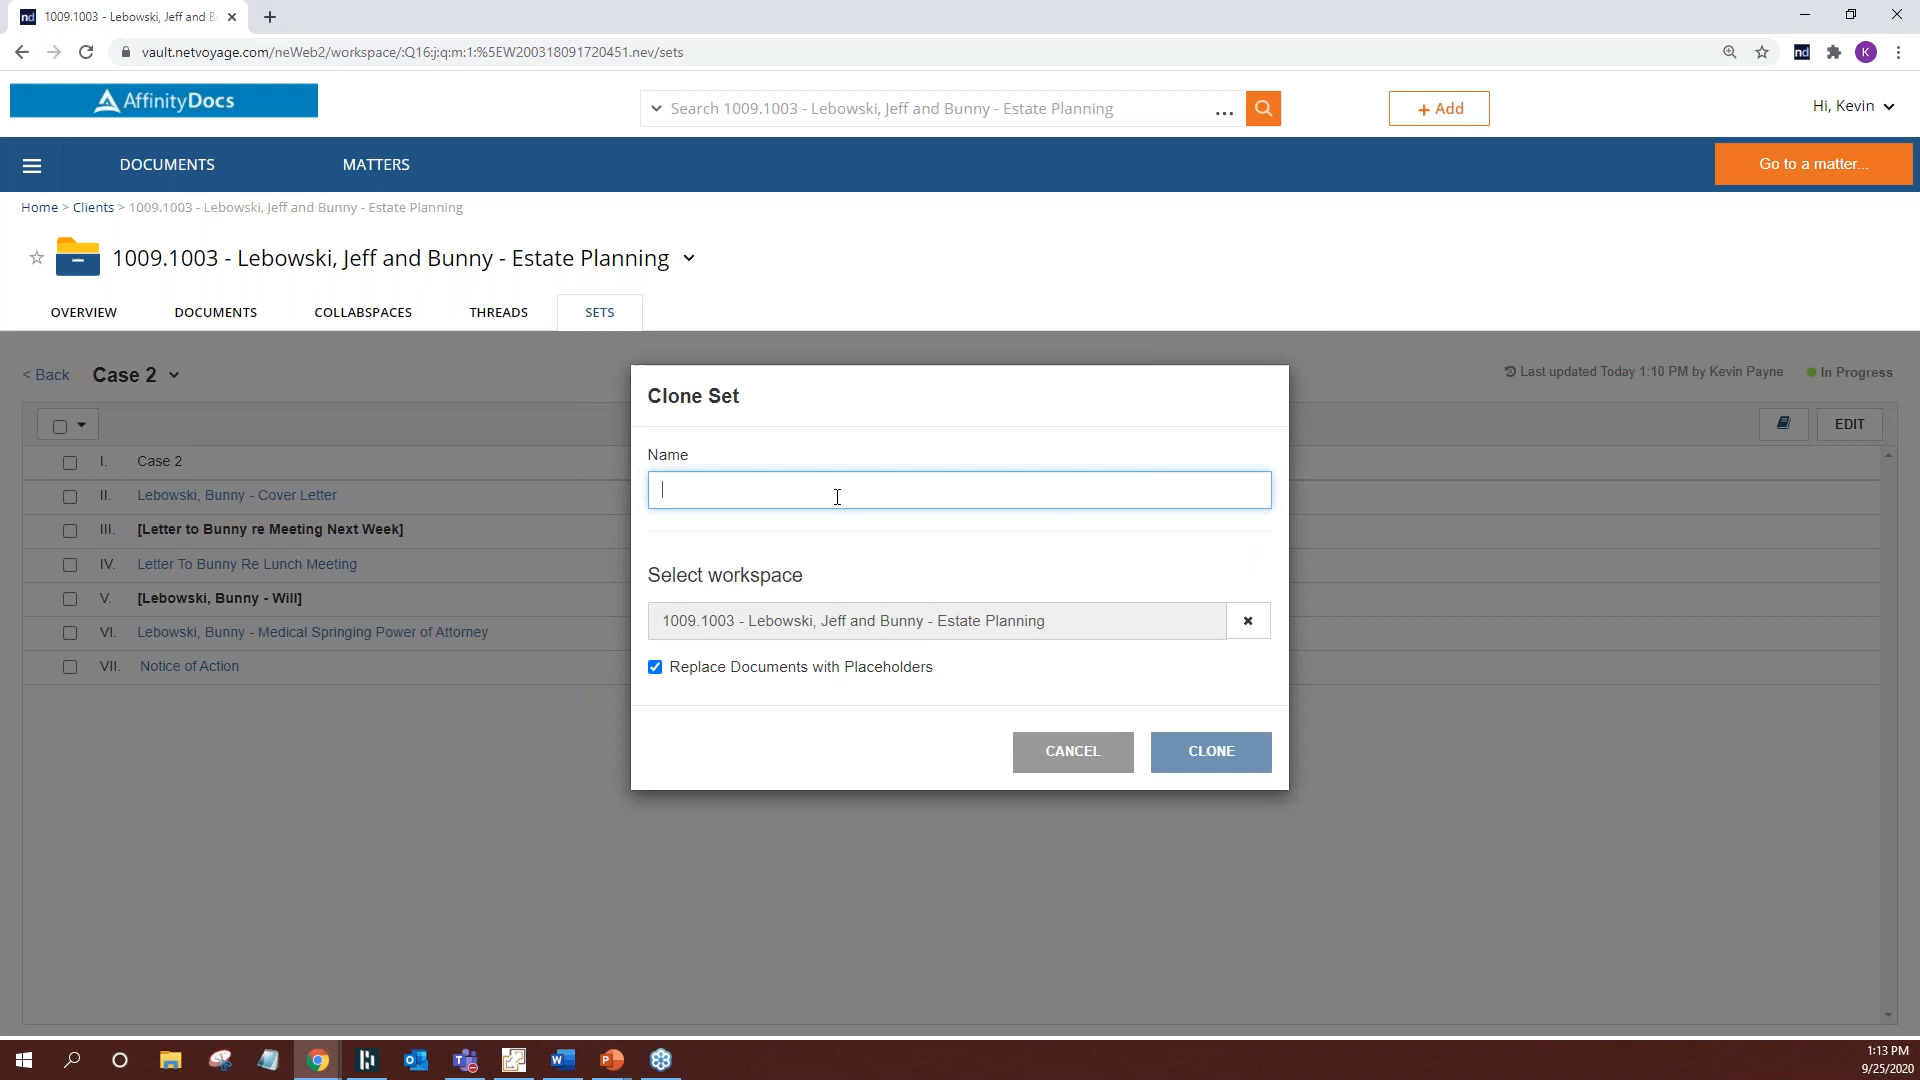 nd 1009.1003 - Lebowski, Jeff and B
vault.netvoyage.com/neWeb2/workspace/:Q16:j:q:m:1:%5EW200318091720451.nev/sets
nd
K
AffinityDocs
Search 1009.1003 - Lebowski, Jeff and Bunny - Estate Planning
...
+ Add
Hi, Kevin
DOCUMENTS
MATTERS
Go to a matter...
Home > Clients > 1009.1003 - Lebowski, Jeff and Bunny - Estate Planning
1009.1003 - Lebowski, Jeff and Bunny - Estate Planning
OVERVIEW
DOCUMENTS
COLLABSPACES
THREADS
SETS
< Back
Case 2
Last updated Today 1:10 PM by Kevin Payne
In Progress
EDIT
I. Case 2
II. Lebowski, Bunny - Cover Letter
III. [Letter to Bunny re Meeting Next Week]
IV. Letter To Bunny Re Lunch Meeting
V. [Lebowski, Bunny - Will]
VI. Lebowski, Bunny - Medical Springing Power of Attorney
VII. Notice of Action
Clone Set
Name
Select workspace
1009.1003 - Lebowski, Jeff and Bunny - Estate Planning
Replace Documents with Placeholders
CANCEL
CLONE
1:13 PM
9/25/2020